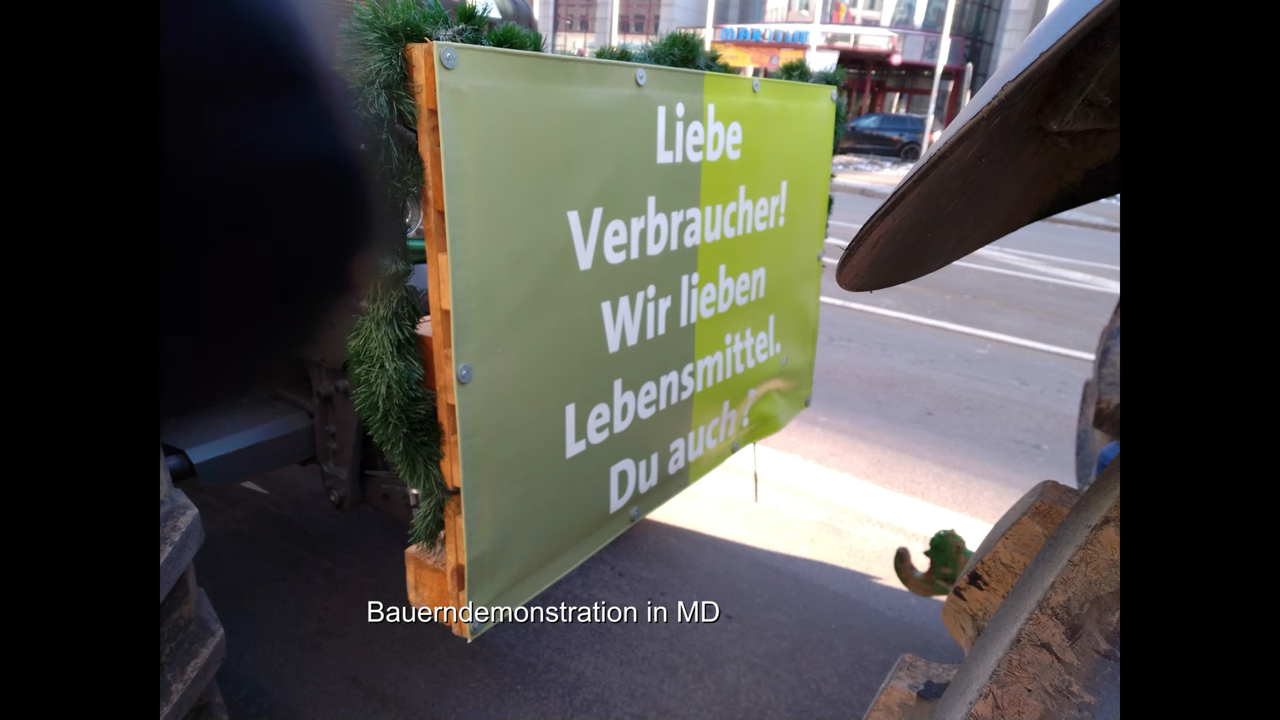 Liebe
Verbraucher!
Wir lieben
Lebensmittel.
Du auch?
Bauerndemonstration in MD